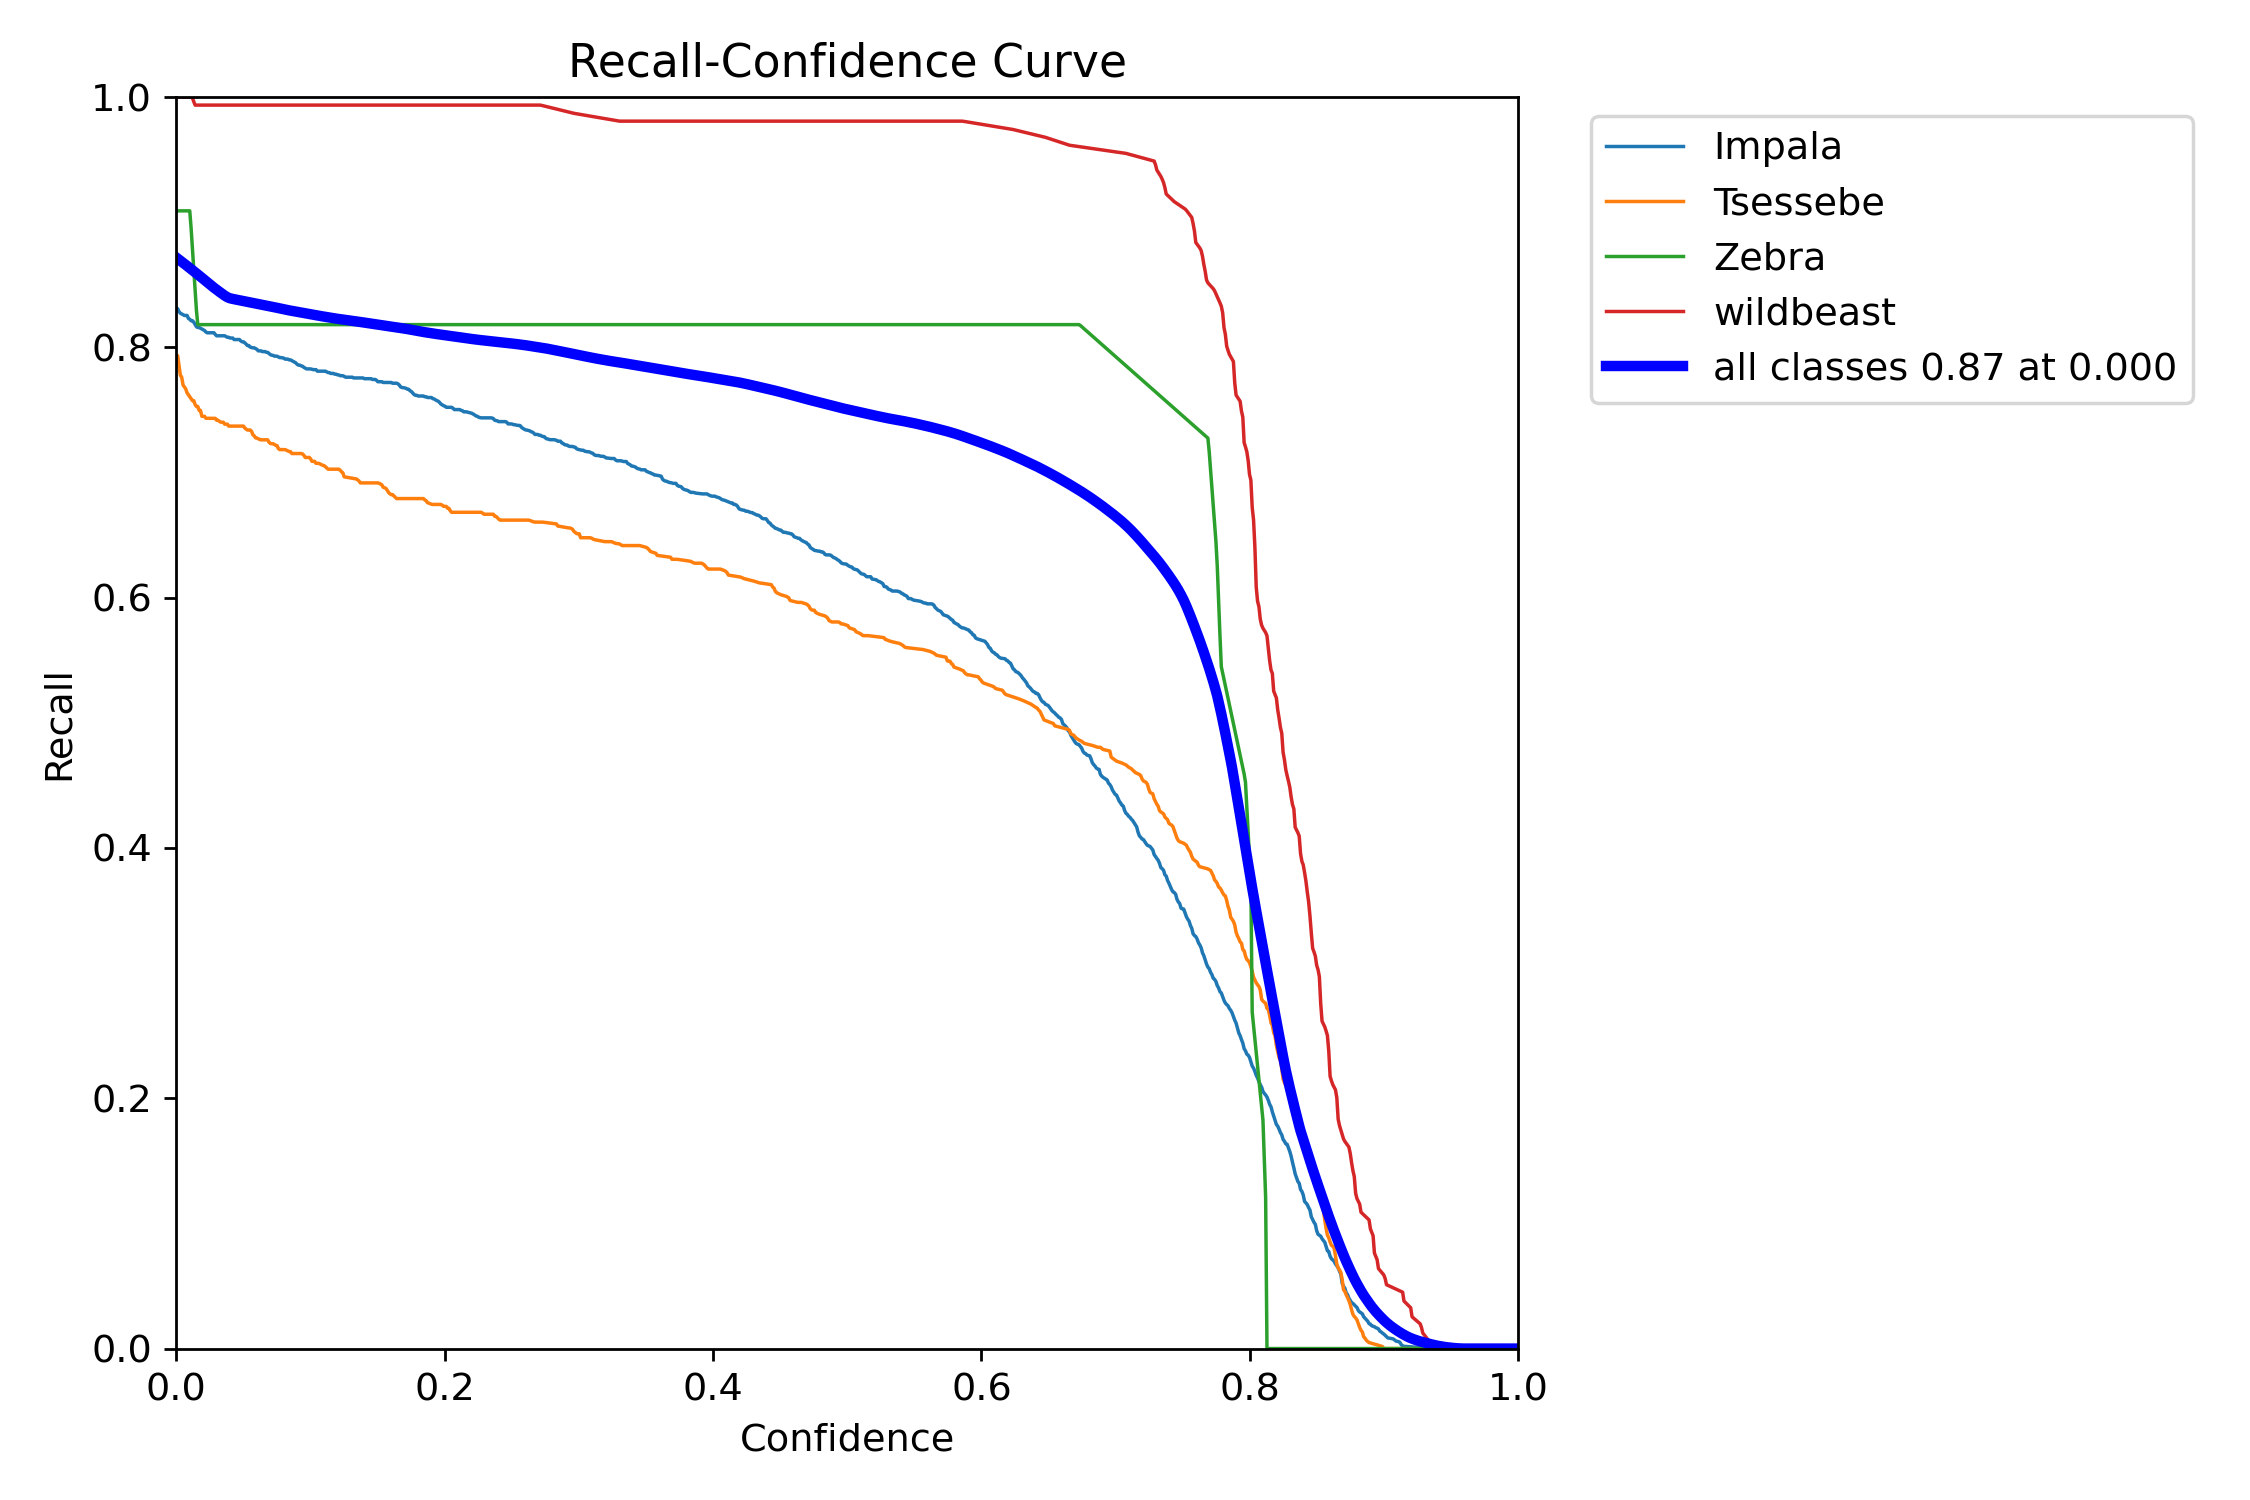 Recall-Confidence Curve
1.0
0.8
0.6
0.4
0.2
0.0
Recall
0.0 0.2 0.4 0.6 0.8 1.0
Confidence
Impala
Tsessebe
Zebra
wildbeast
all classes 0.87 at 0.000